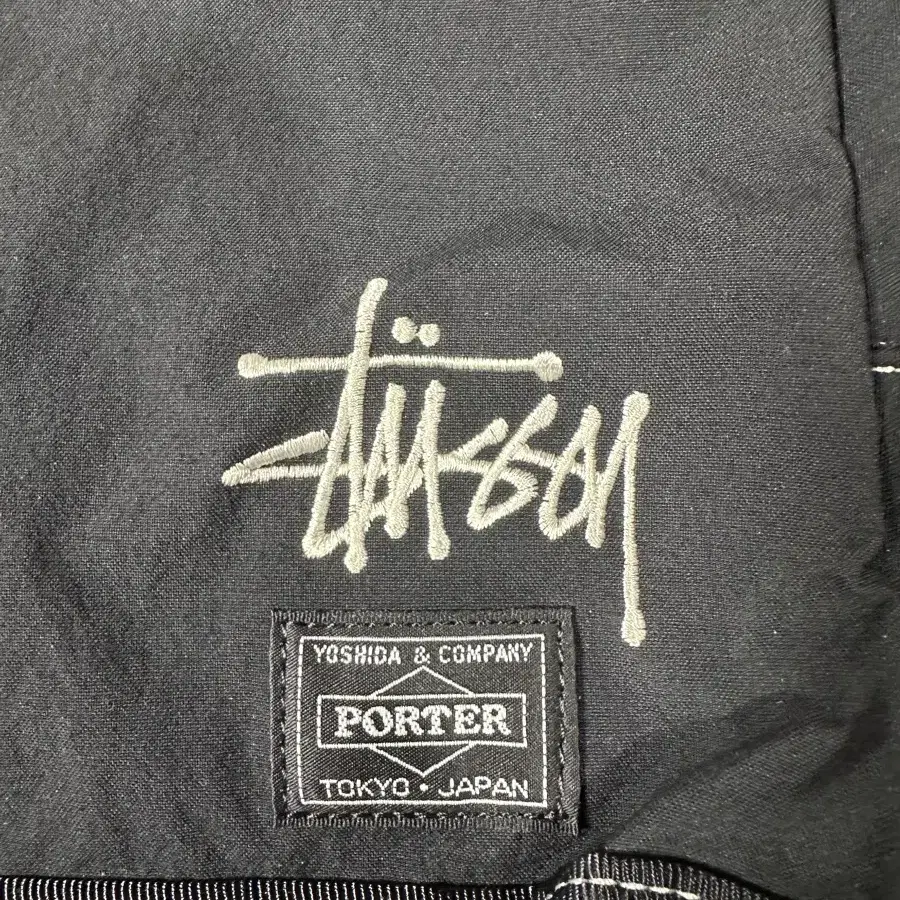 Stüssy
YOSHIDA & COMPANY
PORTER
TOKYO · JAPAN